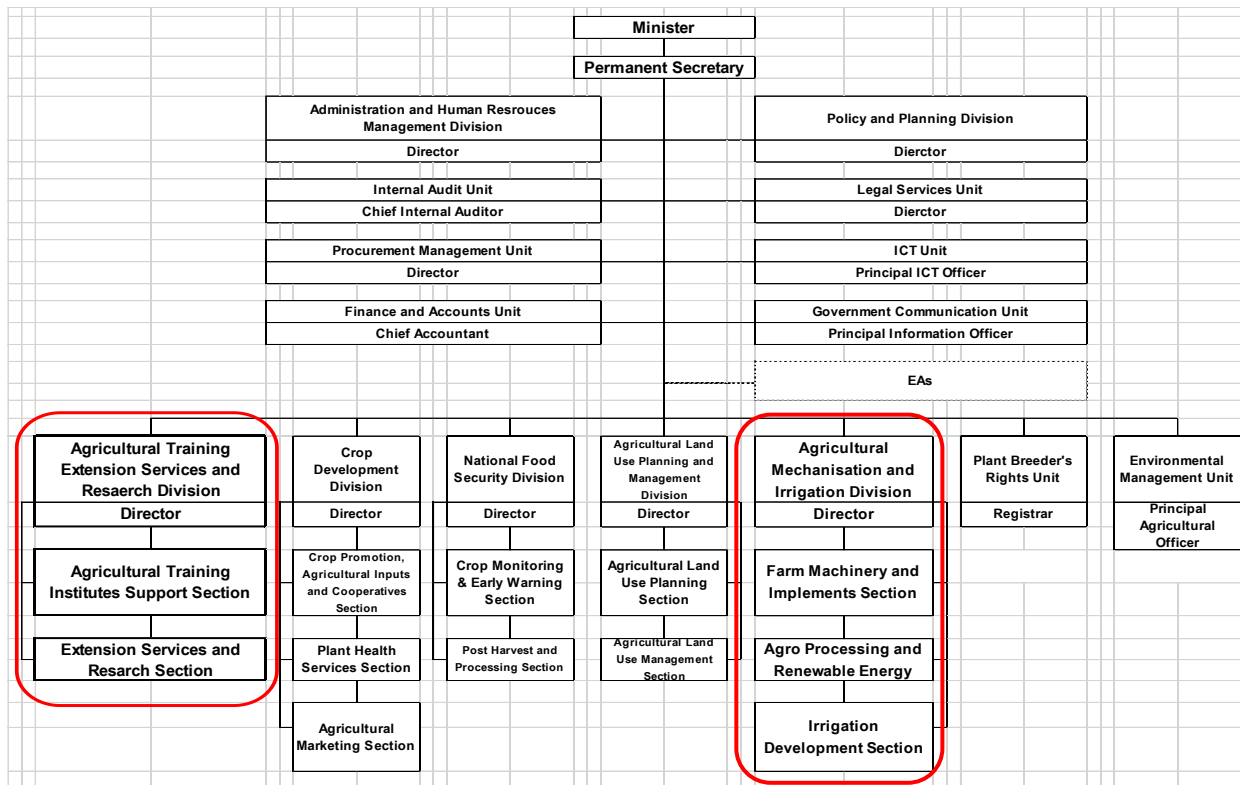 Minister
Permanent Secretary
Administration and Human Resrouces
Management Division
Director
Policy and Planning Division
Dierctor
Internal Audit Unit
Chief Internal Auditor
Legal Services Unit
Dierctor
Procurement Management Unit
Director
ICT Unit
Principal ICT Officer
Finance and Accounts Unit
Chief Accountant
Government Communication Unit
Principal Information Officer
EAs
Agricultural Training
Extension Services and
Resaerch Division
Director
Agricultural Training
Institutes Support Section
Extension Services and
Resarch Section
Crop
Development
Division
Director
Crop Promotion,
Agricultural Inputs
and Cooperatives
Section
Plant Health
Services Section
Agricultural
Marketing Section
National Food
Security Division
Director
Crop Monitoring
& Early Warning
Section
Post Harvest and
Processing Section
Agricultural Land
Use Planning and
Management
Division
Director
Agricultural Land
Use Planning
Section
Agricultural Land
Use Management
Section
Agricultural
Mechanisation and
Irrigation Division
Director
Farm Machinery and
Implements Section
Agro Processing and
Renewable Energy
Irrigation
Development Section
Plant Breeder's
Rights Unit
Registrar
Environmental
Management Unit
Principal
Agricultural
Officer